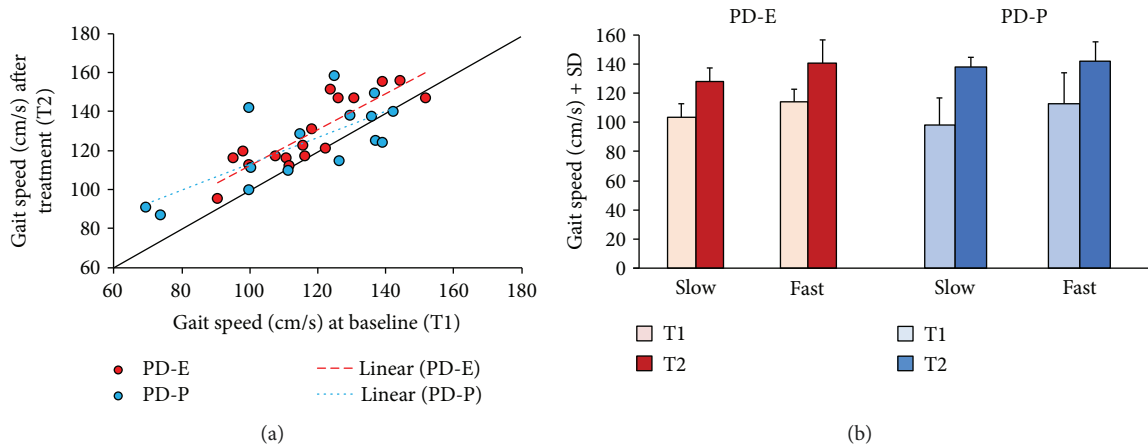 Gait speed (cm/s) after
treatment (T2)
180
160
140
120
100
80
60
60
80
100
120
140
160
180
Gait speed (cm/s) at baseline (T1)
PD-E
Linear (PD-E)
PD-P
Linear (PD-P)
(a)
PD-E
PD-P
Gait speed (cm/s) + SD
160
140
120
100
80
60
40
20
0
Slow
Fast
Slow
Fast
T1
T1
T2
T2
(b)